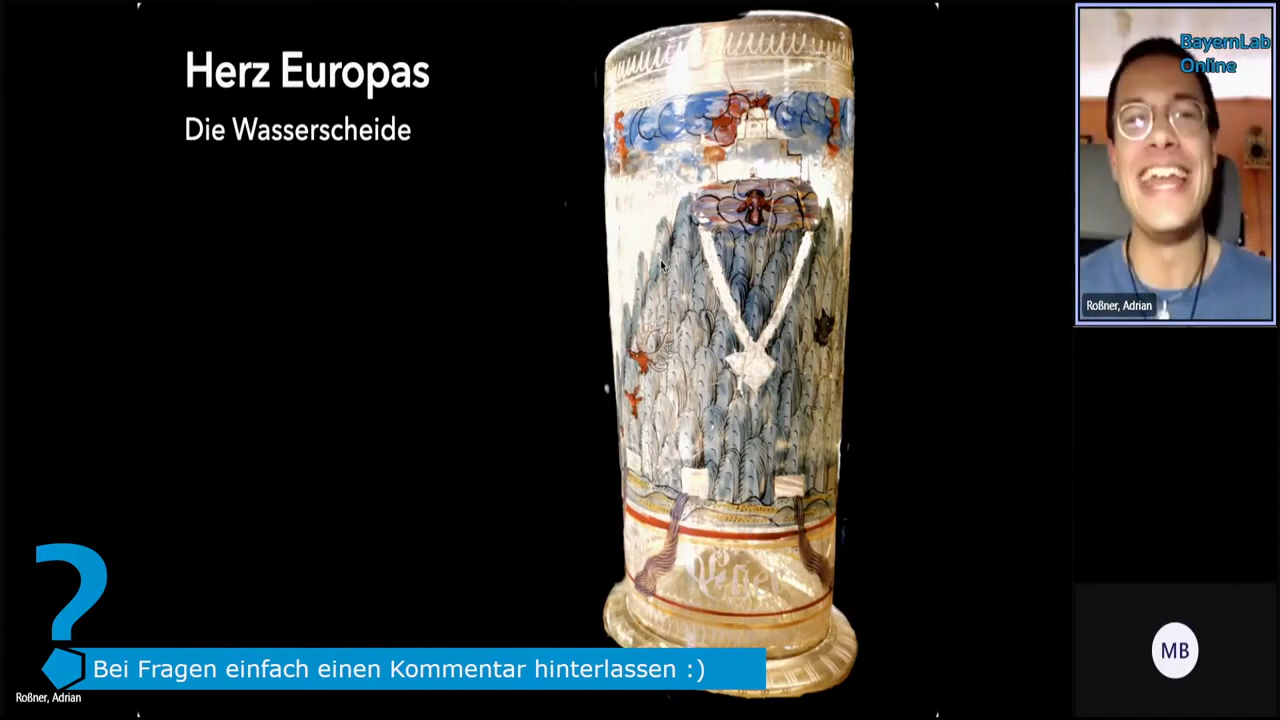 Herz Europas
Die Wasserscheide
BayernLab
Online
Roßner, Adrian
MB
?
Bei Fragen einfach einen Kommentar hinterlassen :)
Roßner, Adrian